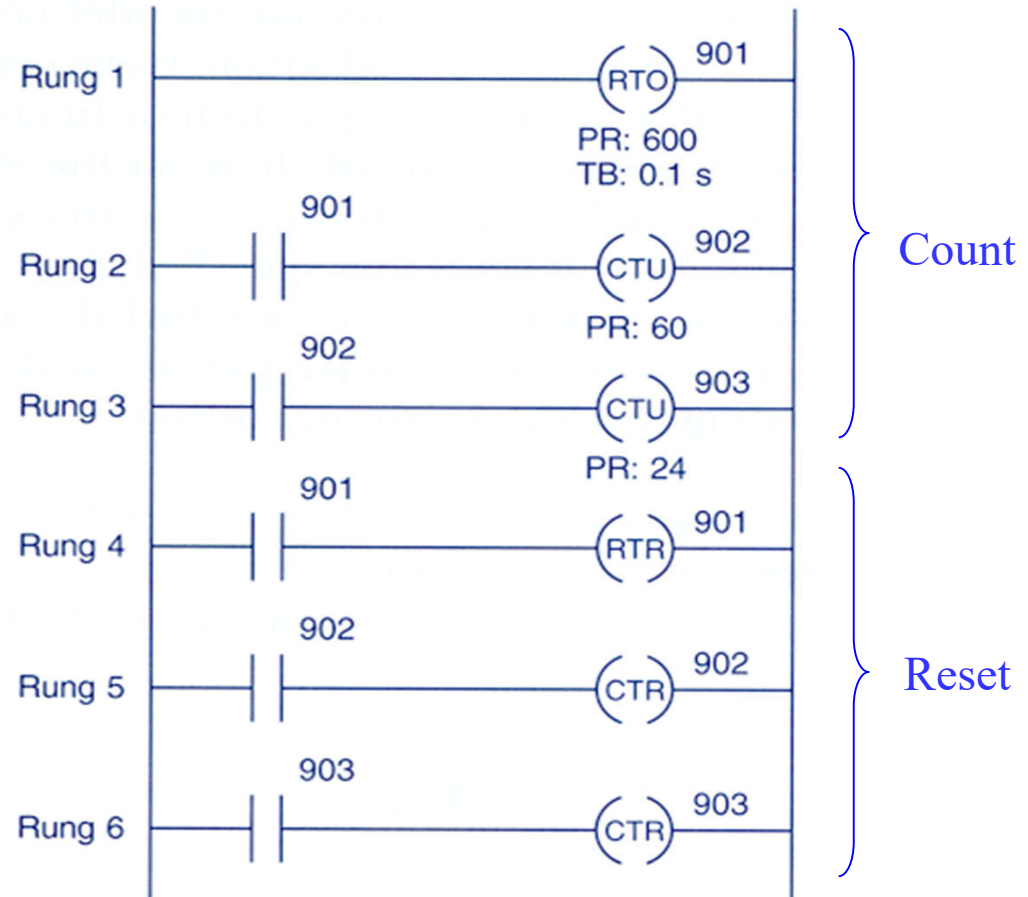 Rung 1
RTO
901
PR: 600
TB: 0.1 s
901
Rung 2
CTU
902
PR: 60
902
Rung 3
CTU
903
PR: 24
901
Rung 4
RTR
901
902
Rung 5
CTR
902
903
Rung 6
CTR
903
Count
Reset